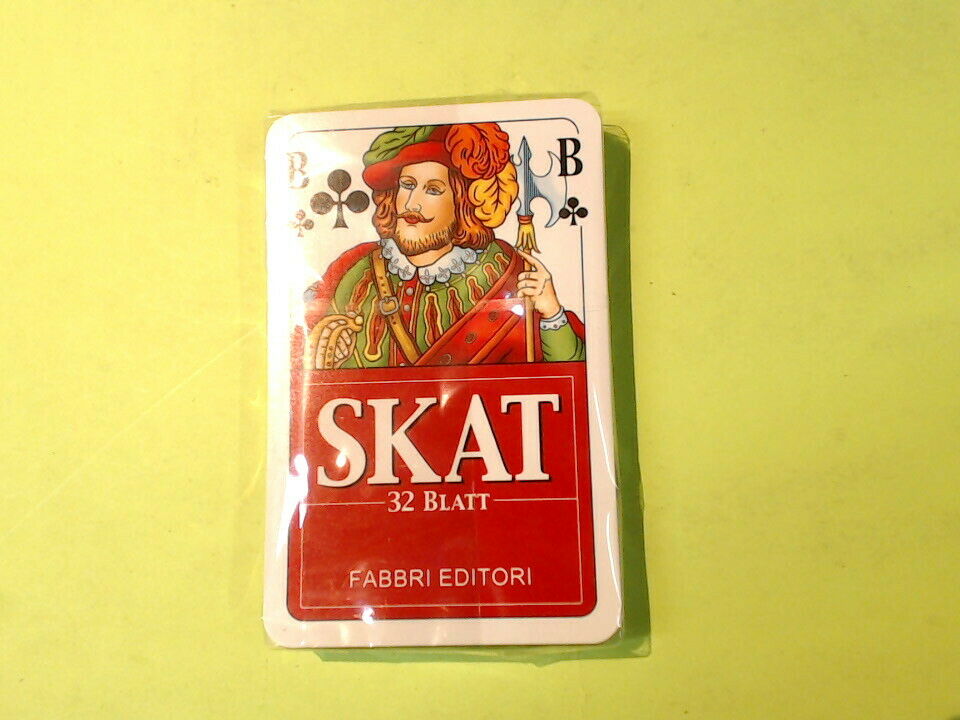 B B
SKAT
32 BLATT
FABBRI EDITORI